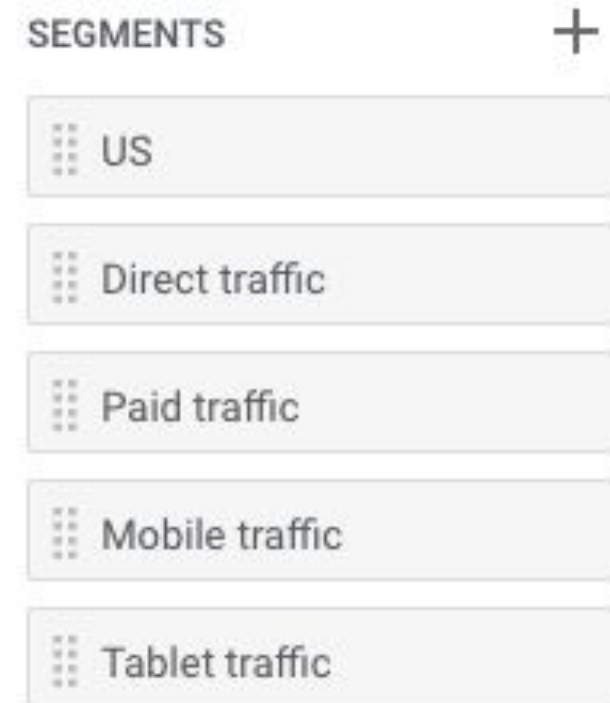 SEGMENTS
US
Direct traffic
Paid traffic
Mobile traffic
Tablet traffic